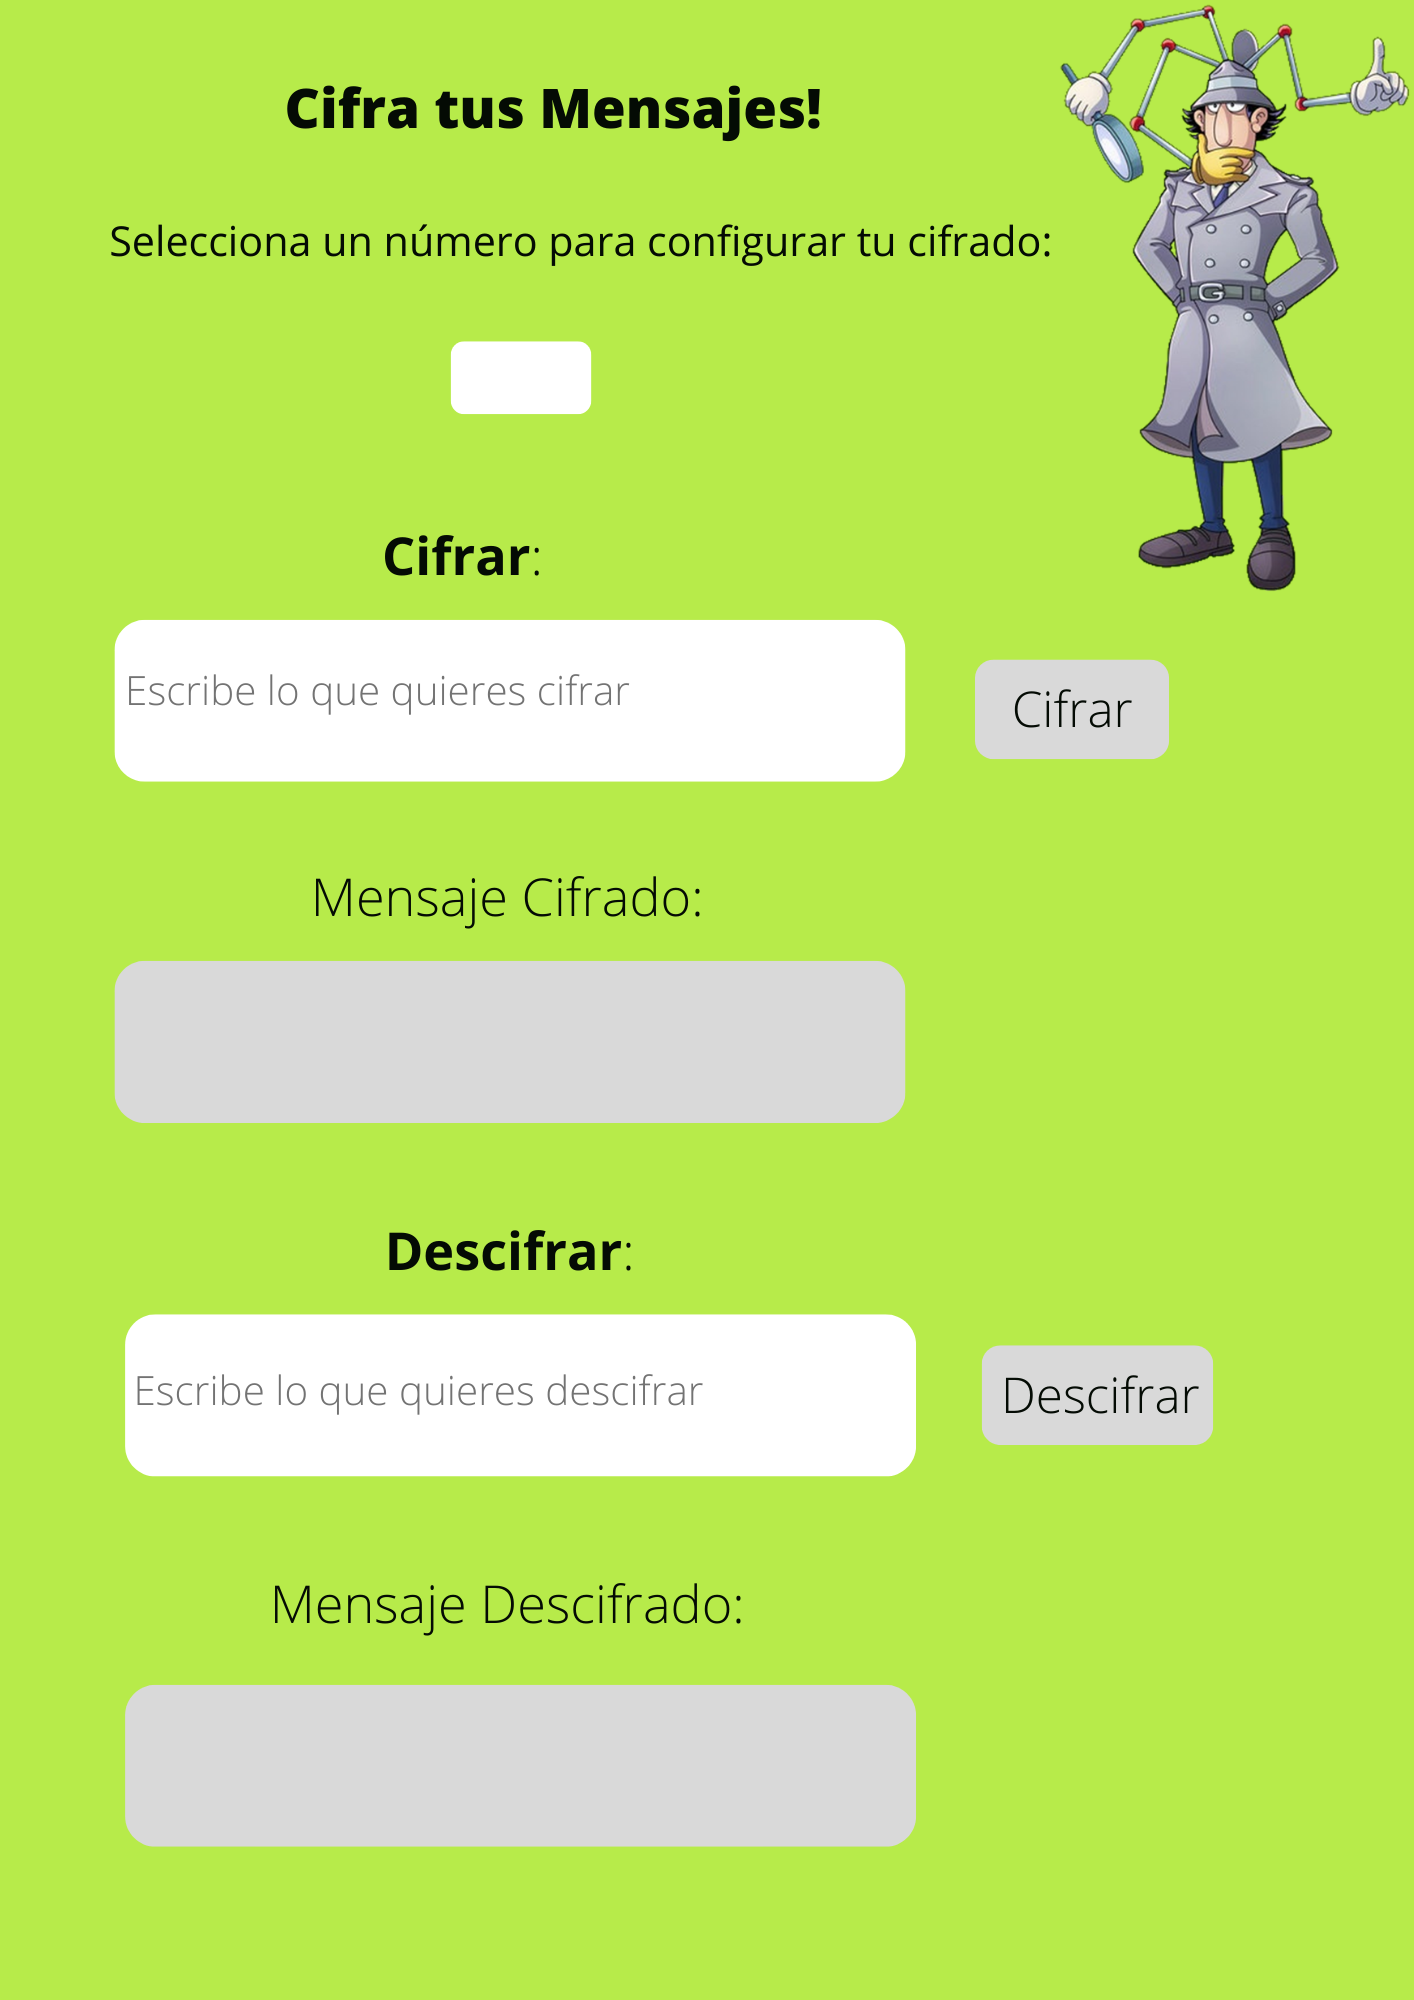 Cifra tus Mensajes!
Selecciona un número para configurar tu cifrado:
G
Cifrar:
Escribe lo que quieres cifrar
Cifrar
Mensaje Cifrado:
Descifrar:
Escribe lo que quieres descifrar
Descifrar
Mensaje Descifrado: